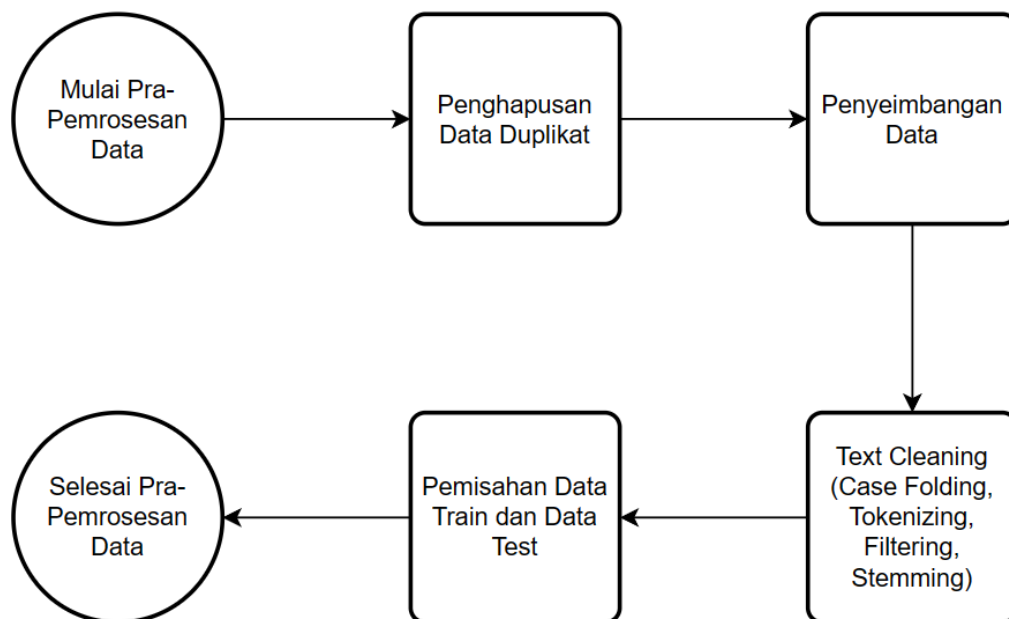 Mulai Pra-
Pemrosesan
Data
Penghapusan
Data Duplikat
Penyeimbangan
Data
Text Cleaning
(Case Folding,
Tokenizing,
Filtering,
Stemming)
Pemisahan Data
Train dan Data
Test
Selesai Pra-
Pemrosesan
Data